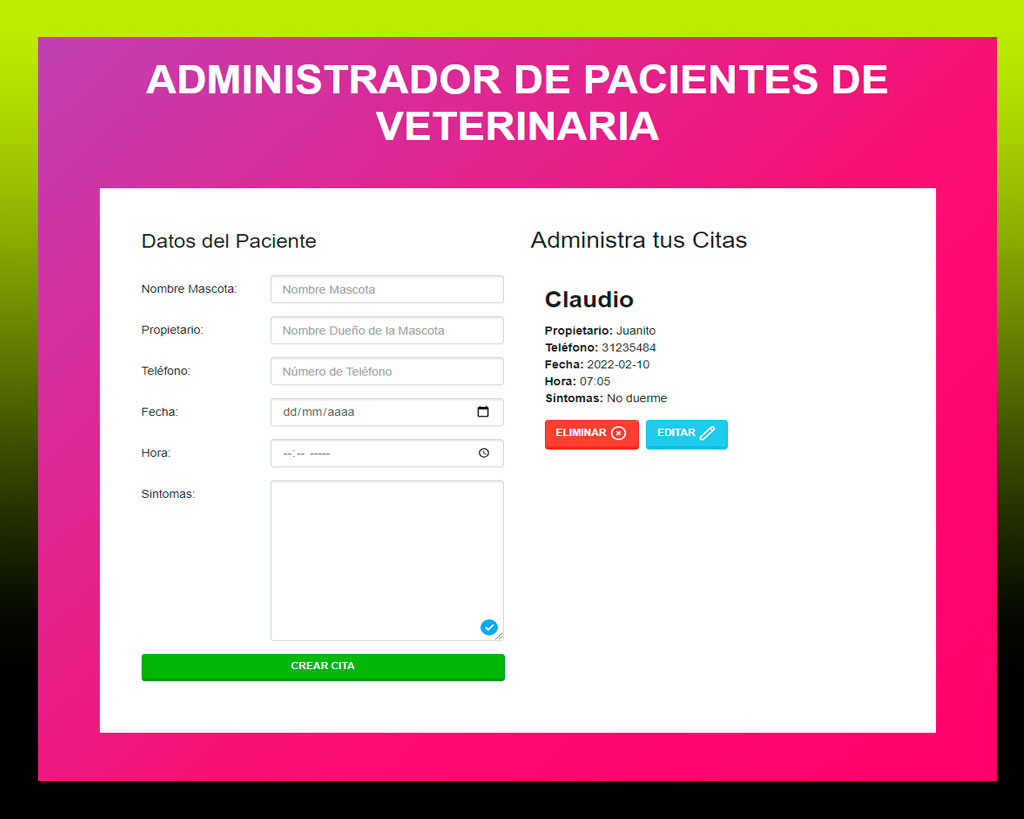 ADMINISTRADOR DE PACIENTES DE
VETERINARIA
Datos del Paciente
Nombre Mascota:
Nombre Mascota
Propietario:
Nombre Dueño de la Mascota
Teléfono:
Número de Teléfono
Fecha:
dd/mm/aaaa
Hora:
--:-- -----
Sintomas:
CREAR CITA
Administra tus Citas
Claudio
Propietario: Juanito
Teléfono: 31235484
Fecha: 2022-02-10
Hora: 07:05
Síntomas: No duerme
ELIMINAR
EDITAR